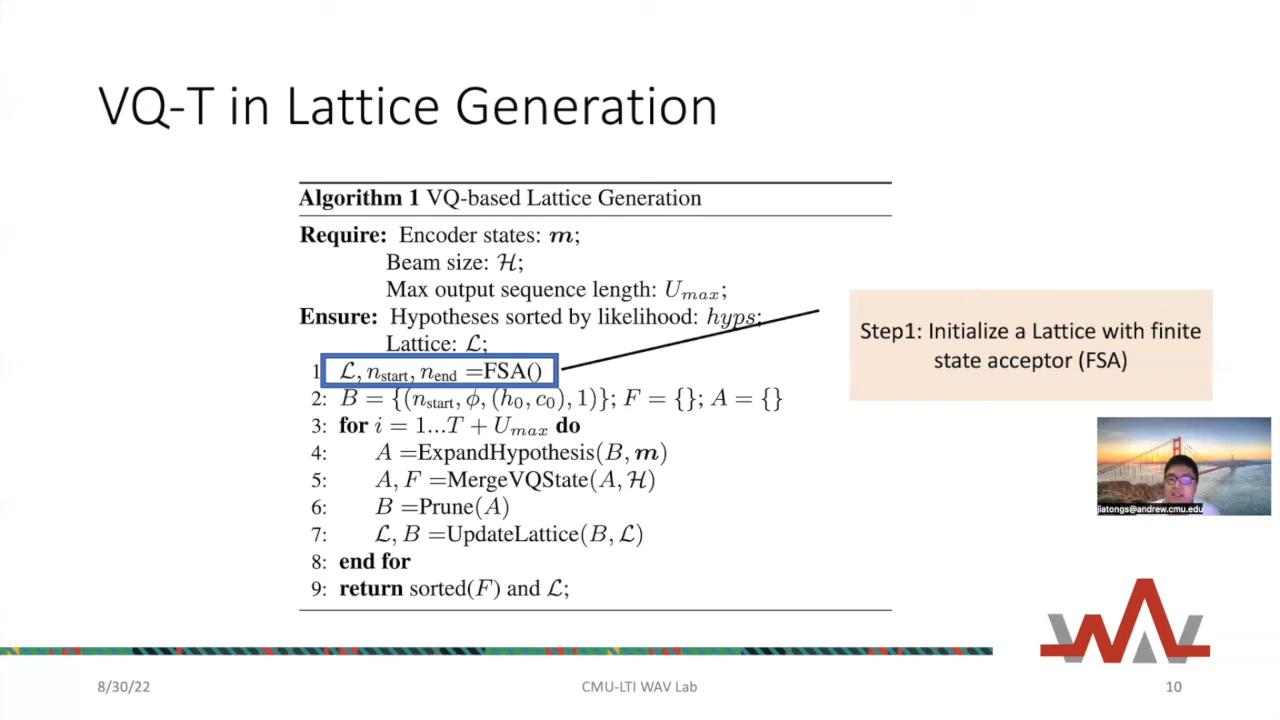 VQ-T in Lattice Generation
Algorithm 1 VQ-based Lattice Generation
Require: Encoder states: m;
Beam size: ℋ;
Max output sequence length: U_max;
Ensure: Hypotheses sorted by likelihood: hyps;
Lattice: ℒ;
1 ℒ, n_start, n_end =FSA()
2: B = {(n_start, ϕ, (h_0, c_0), 1)}; F = {}; A = {}
3: for i = 1...T + U_max do
4: A =ExpandHypothesis(B, m)
5: A, F =MergeVQState(A, ℋ)
6: B =Prune(A)
7: ℒ, B =UpdateLattice(B, ℒ)
8: end for
9: return sorted(F) and ℒ;
Step1: Initialize a Lattice with finite
state acceptor (FSA)
jiatongs@andrew.cmu.edu
WAV
8/30/22
CMU-LTI WAV Lab
10